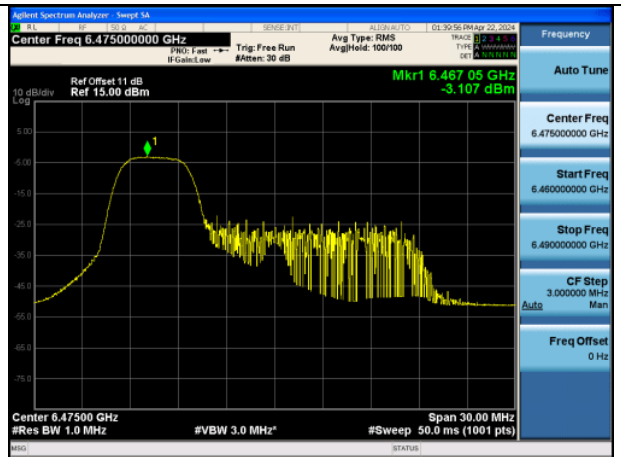 Agilent Spectrum Analyzer - Swept SA
RL RF 50 Ω AC SENSE:INT ALIGN AUTO 01:39:56 PM Apr 22, 2024
Center Freq 6.475000000 GHz
PNO: Fast
IFGain:Low
Trig: Free Run
#Atten: 30 dB
Avg Type: RMS
Avg|Hold: 100/100
TRACE 1 2 3 4 5 6
TYPE A
DET A N N N N N
Ref Offset 11 dB
10 dB/div Ref 15.00 dBm
Log
Mkr1 6.467 05 GHz
-3.107 dBm
5.00
-5.00
-15.0
-25.0
-35.0
-45.0
-55.0
-65.0
-75.0
1
Center 6.47500 GHz Span 30.00 MHz
#Res BW 1.0 MHz #VBW 3.0 MHz* #Sweep 50.0 ms (1001 pts)
MSG STATUS
Frequency
Auto Tune
Center Freq
6.475000000 GHz
Start Freq
6.460000000 GHz
Stop Freq
6.490000000 GHz
CF Step
3.000000 MHz
Auto Man
Freq Offset
0 Hz